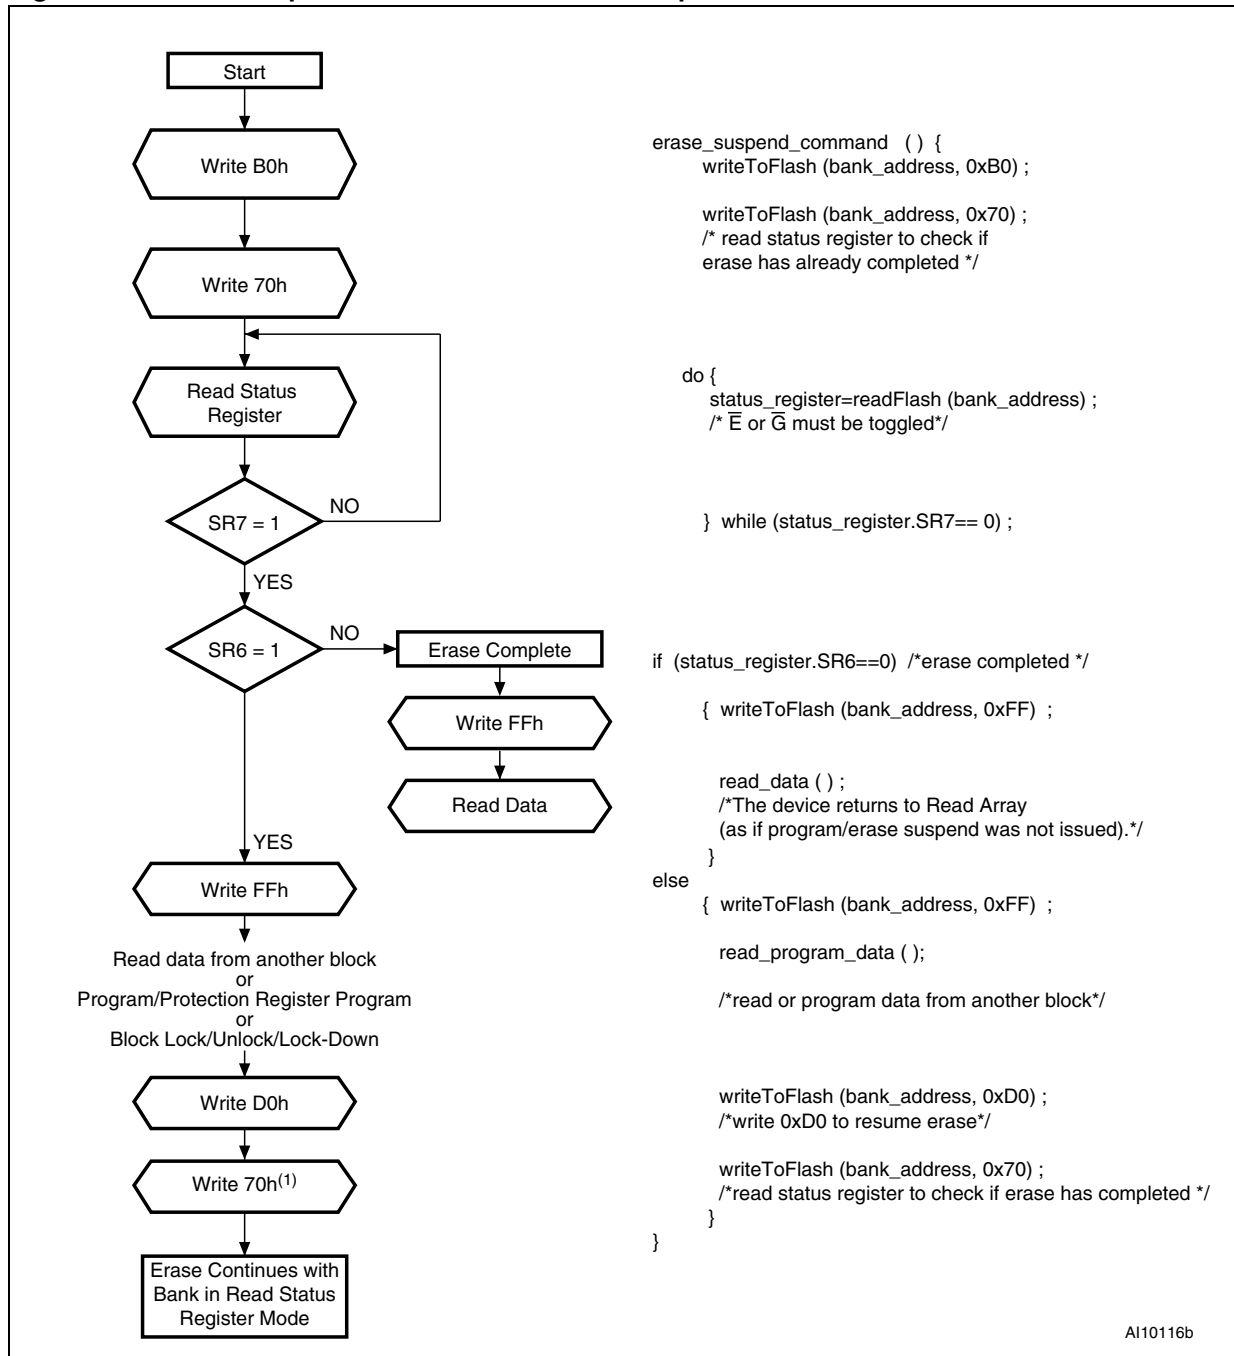 Start
Write B0h
Write 70h
Read Status
Register
SR7 = 1
NO
YES
SR6 = 1
NO
Erase Complete
Write FFh
Read Data
YES
Write FFh
Read data from another block
or
Program/Protection Register Program
or
Block Lock/Unlock/Lock-Down
Write D0h
Write 70h(1)
Erase Continues with
Bank in Read Status
Register Mode
erase_suspend_command ( ) {
writeToFlash (bank_address, 0xB0) ;
writeToFlash (bank_address, 0x70) ;
/* read status register to check if
erase has already completed */
do {
status_register=readFlash (bank_address) ;
/* E̅ or G̅ must be toggled*/
} while (status_register.SR7== 0) ;
if (status_register.SR6==0) /*erase completed */
{ writeToFlash (bank_address, 0xFF) ;
read_data ( ) ;
/*The device returns to Read Array
(as if program/erase suspend was not issued).*/
}
else
{ writeToFlash (bank_address, 0xFF) ;
read_program_data ( );
/*read or program data from another block*/
writeToFlash (bank_address, 0xD0) ;
/*write 0xD0 to resume erase*/
writeToFlash (bank_address, 0x70) ;
/*read status register to check if erase has completed */
}
}
AI10116b